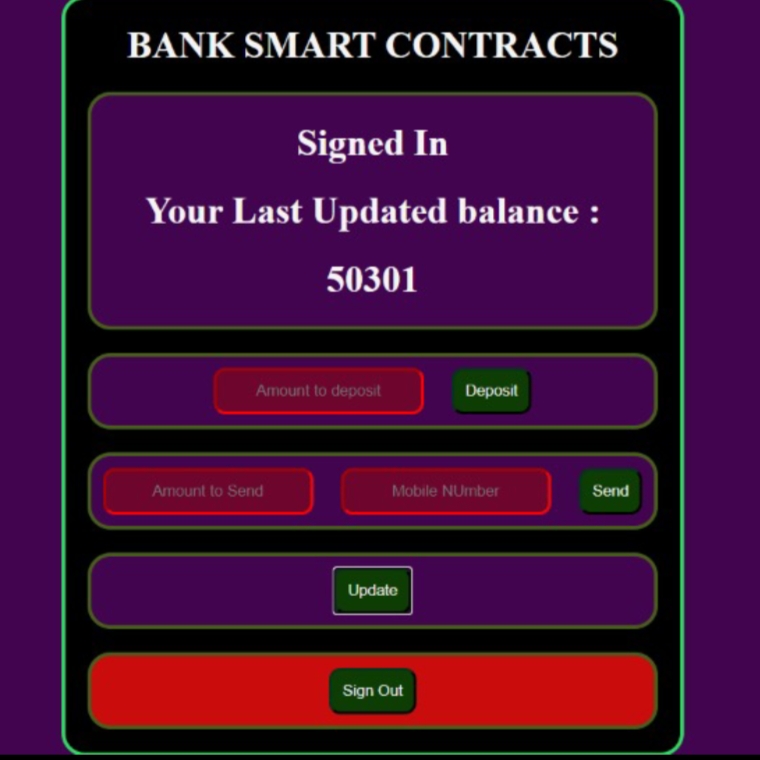 BANK SMART CONTRACTS
Signed In
Your Last Updated balance :
50301
Amount to deposit Deposit
Amount to Send Mobile NUmber Send
Update
Sign Out